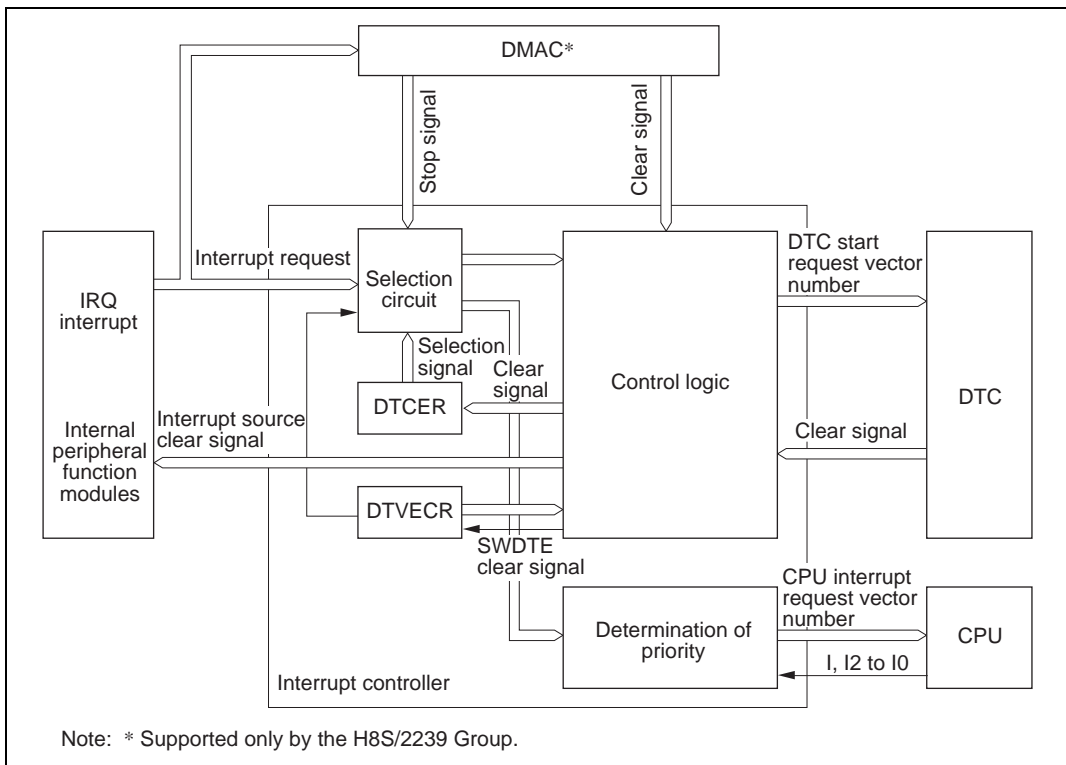 DMAC*
Stop signal
Clear signal
IRQ
interrupt
Internal
peripheral
function
modules
Interrupt request
Selection
circuit
Selection
signal
Clear
signal
DTCER
Interrupt source
clear signal
DTVECR
SWDTE
clear signal
Control logic
DTC start
request vector
number
DTC
Clear signal
Determination of
priority
CPU interrupt
request vector
number
CPU
I, I2 to I0
Interrupt controller
Note: * Supported only by the H8S/2239 Group.